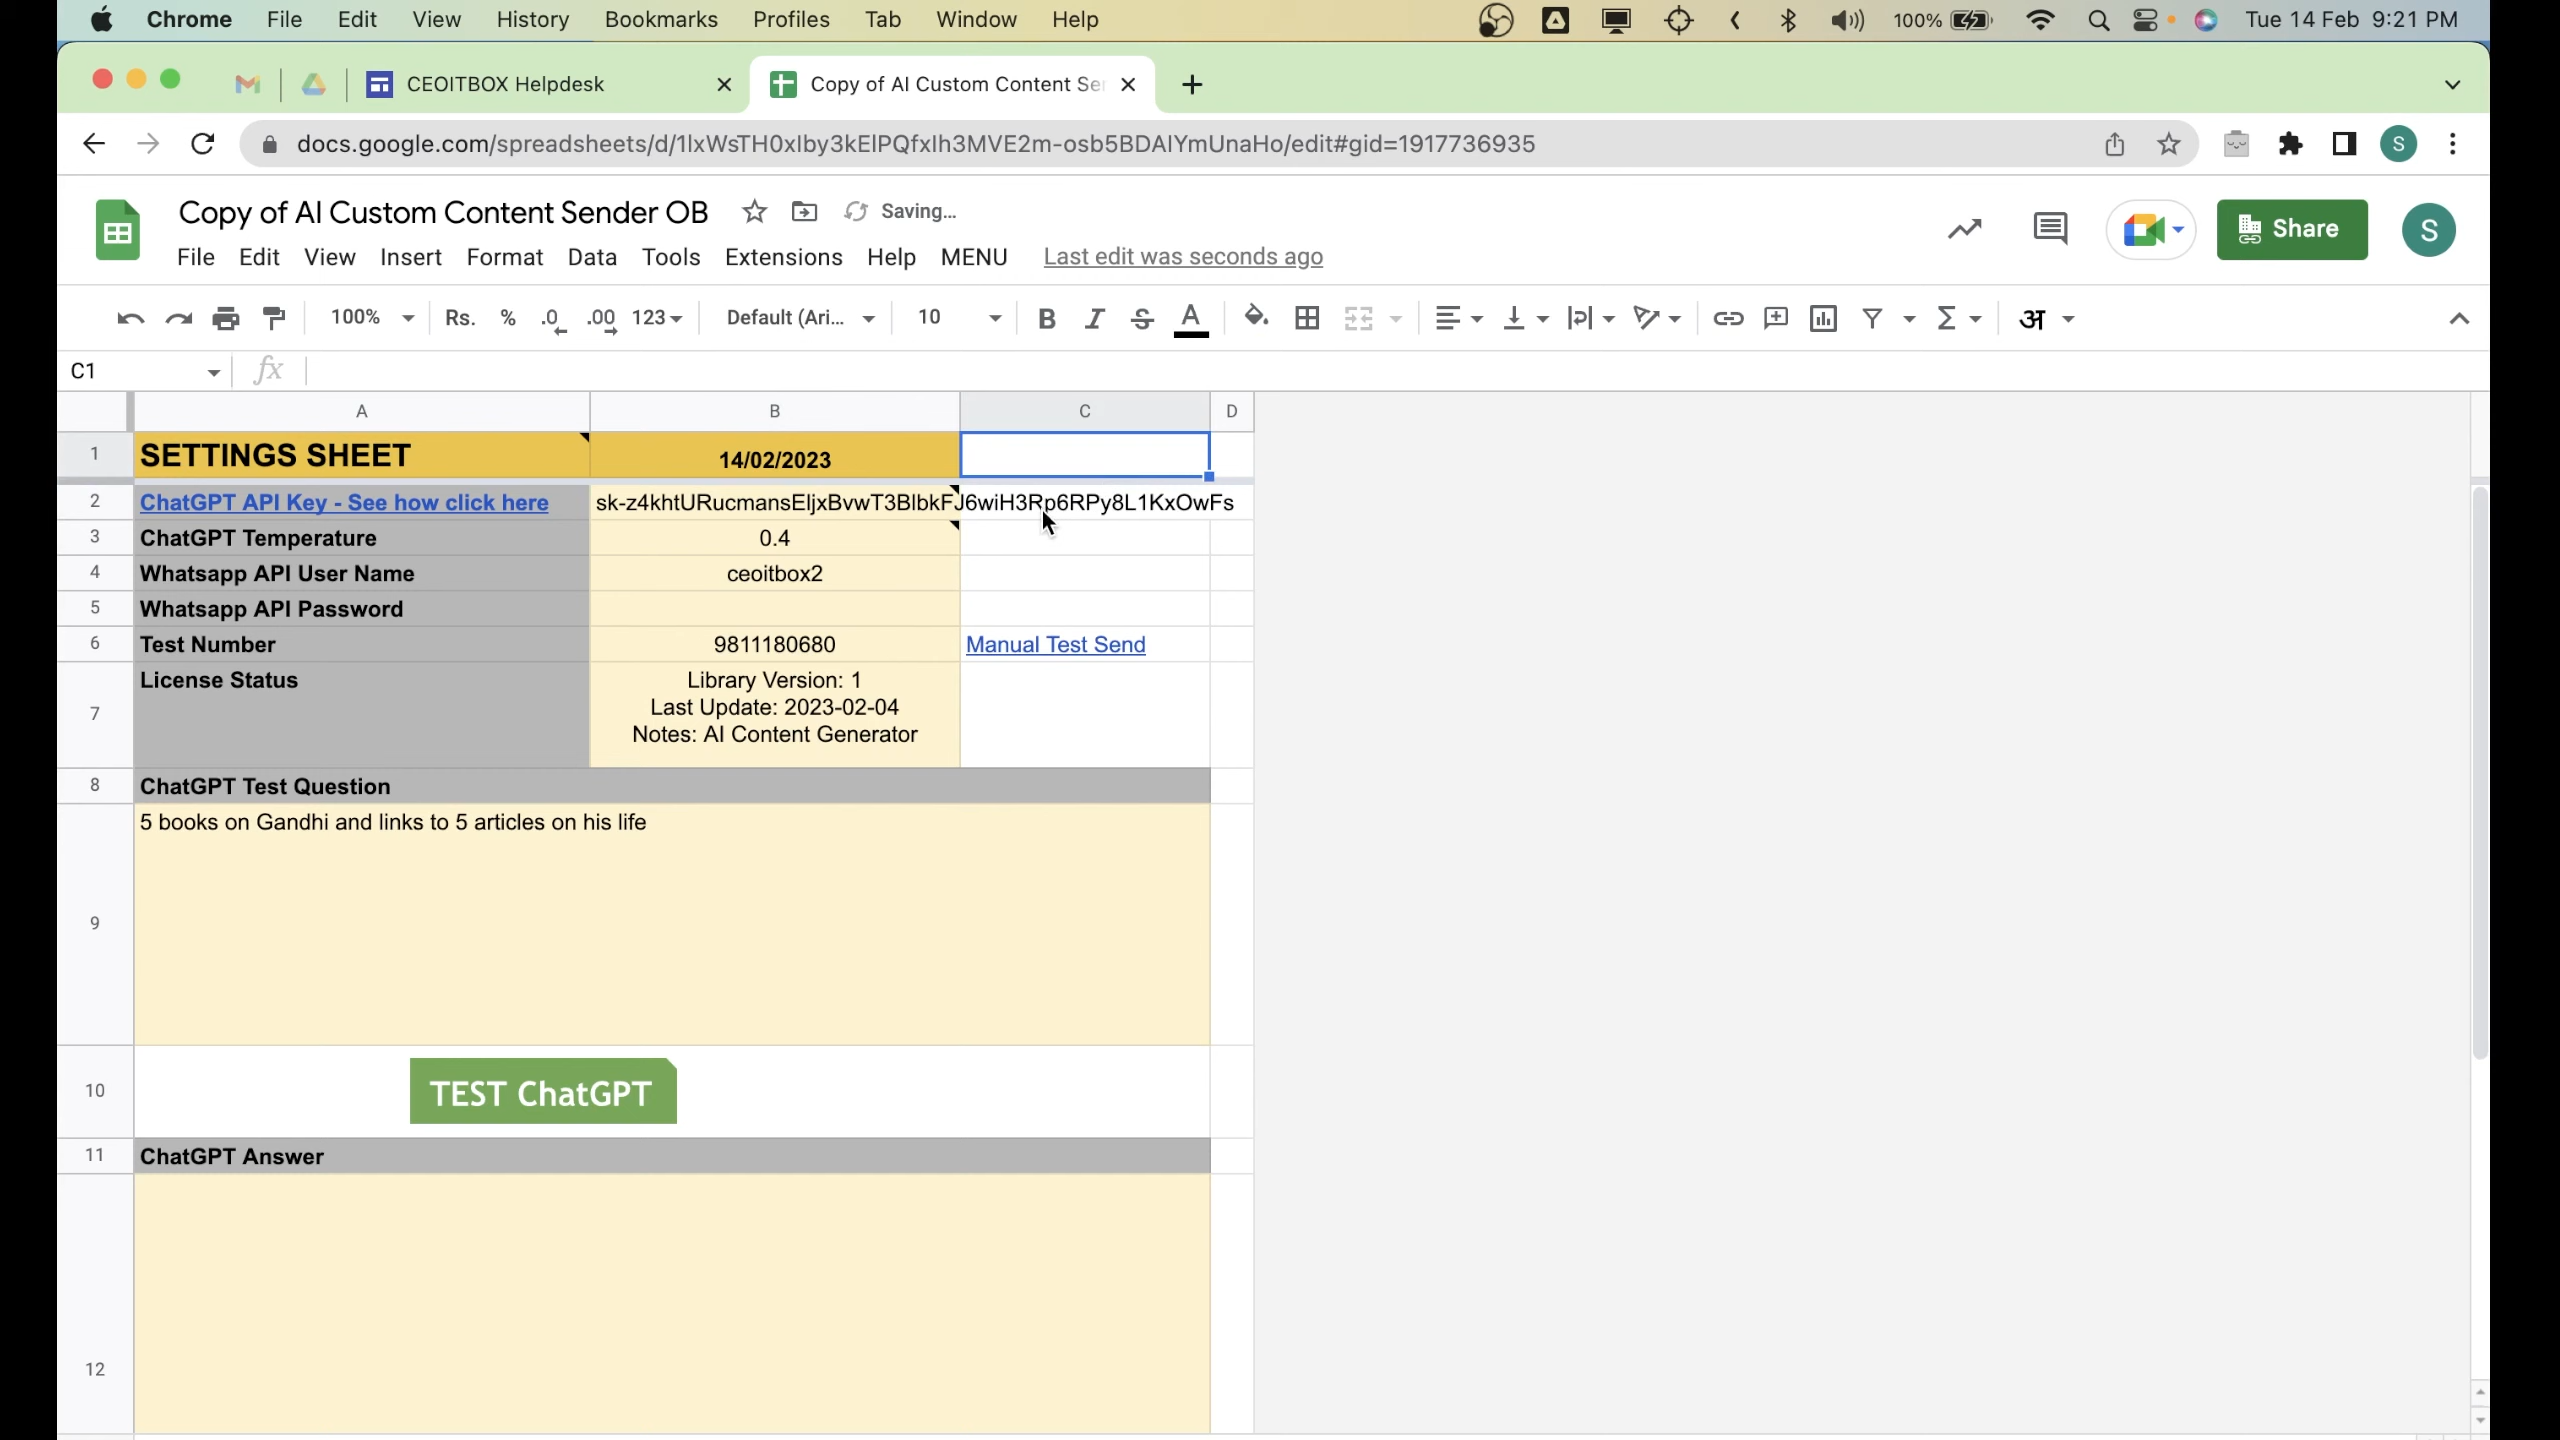 Chrome File Edit View History Bookmarks Profiles Tab Window Help 100% Tue 14 Feb 9:21 PM
CEOITBOX Helpdesk Copy of AI Custom Content Se
docs.google.com/spreadsheets/d/1lxWsTH0xIby3kElPQfxIh3MVE2m-osb5BDAlYmUnaHo/edit#gid=1917736935 S
Copy of AI Custom Content Sender OB Saving... Share S
File Edit View Insert Format Data Tools Extensions Help MENU Last edit was seconds ago
100% Rs. % .0 .00 123 Default (Ari... 10 B I S A अ
C1 fx
A B C D
1 SETTINGS SHEET 14/02/2023
2 ChatGPT API Key - See how click here 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
3 ChatGPT Temperature 0.4
4 Whatsapp API User Name ceoitbox2
5 Whatsapp API Password
6 Test Number 9811180680 Manual Test Send
7 License Status Library Version: 1
Last Update: 2023-02-04
Notes: AI Content Generator
8 ChatGPT Test Question
9 5 books on Gandhi and links to 5 articles on his life
10 TEST ChatGPT
11 ChatGPT Answer
12